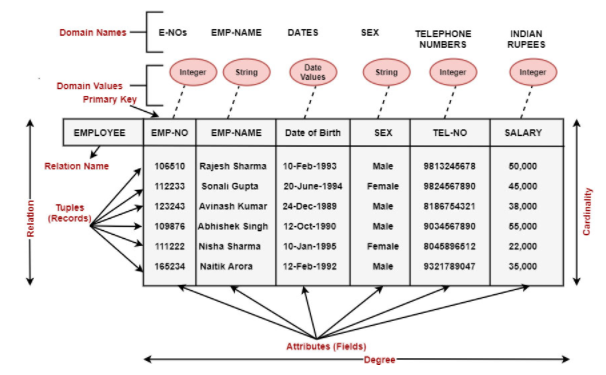 Domain Names E-NOs EMP-NAME DATES SEX TELEPHONE NUMBERS INDIAN RUPEES
Domain Values Integer String Date Values String Integer Integer
Primary Key
EMPLOYEE EMP-NO EMP-NAME Date of Birth SEX TEL-NO SALARY
Relation Name
106510 Rajesh Sharma 10-Feb-1993 Male 9813245678 50,000
112233 Sonali Gupta 20-June-1994 Female 9824567890 45,000
123243 Avinash Kumar 24-Dec-1989 Male 8186754321 38,000
109876 Abhishek Singh 12-Oct-1990 Male 9034567890 55,000
111222 Nisha Sharma 10-Jan-1995 Female 8045896512 22,000
165234 Naitik Arora 12-Feb-1992 Male 9321789047 35,000
Tuples
(Records)
Relation
Cardinality
Attributes (Fields)
Degree